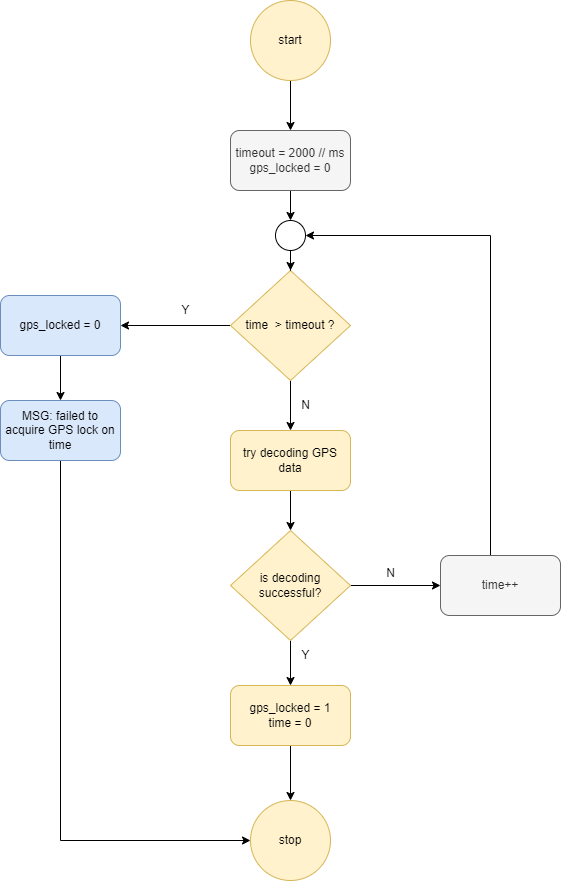 start
timeout = 2000 // ms
gps_locked = 0
Y
gps_locked = 0
time > timeout ?
MSG: failed to
acquire GPS lock on
time
N
try decoding GPS
data
is decoding
successful?
N
time++
Y
gps_locked = 1
time = 0
stop